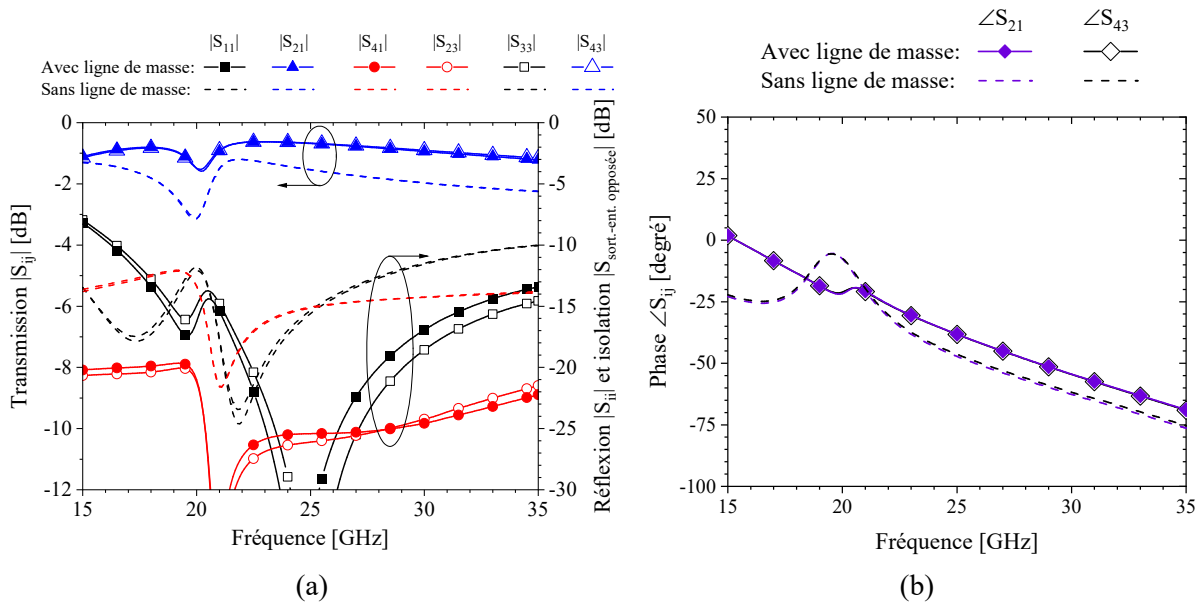 |S11| |S21| |S41| |S23| |S33| |S43|
Avec ligne de masse:
Sans ligne de masse:
Transmission |Sij| [dB]
0
-2
-4
-6
-8
-10
-12
15 20 25 30 35
Fréquence [GHz]
0
-5
-10
-15
-20
-25
-30
Réflexion |Sii| et isolation |Ssort.-ent. opposée| [dB]
(a)
∠S21 ∠S43
Avec ligne de masse:
Sans ligne de masse:
Phase ∠Sij [degré]
50
25
0
-25
-50
-75
-100
15 20 25 30 35
Fréquence [GHz]
(b)